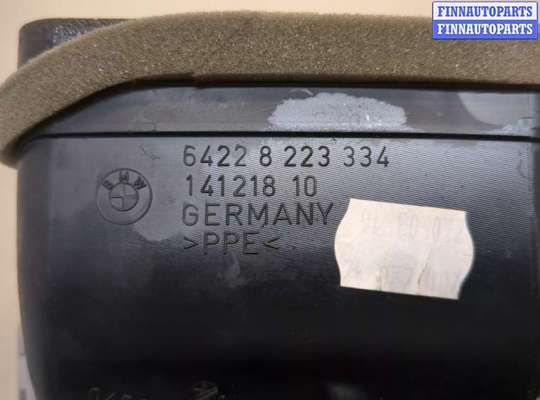 FINNAUTOPARTS
FINNAUTOPARTS
BMW
6422 8 223 334
141218 10
GERMANY
>PPE<